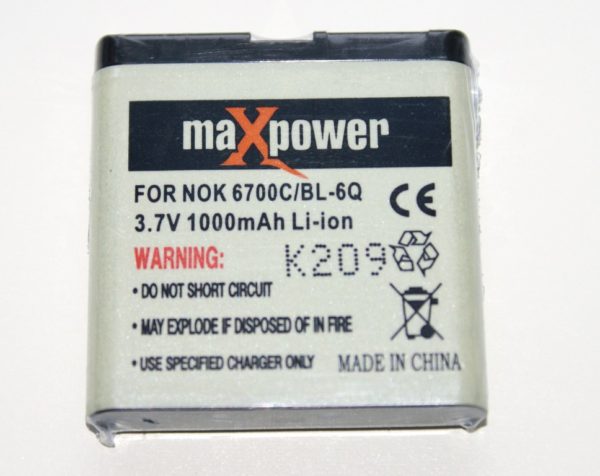 maXpower
FOR NOK 6700C/BL-6Q
3.7V 1000mAh Li-ion
WARNING:
K209
• DO NOT SHORT CIRCUIT
• MAY EXPLODE IF DISPOSED OF IN FIRE
• USE SPECIFIED CHARGER ONLY
MADE IN CHINA
CE